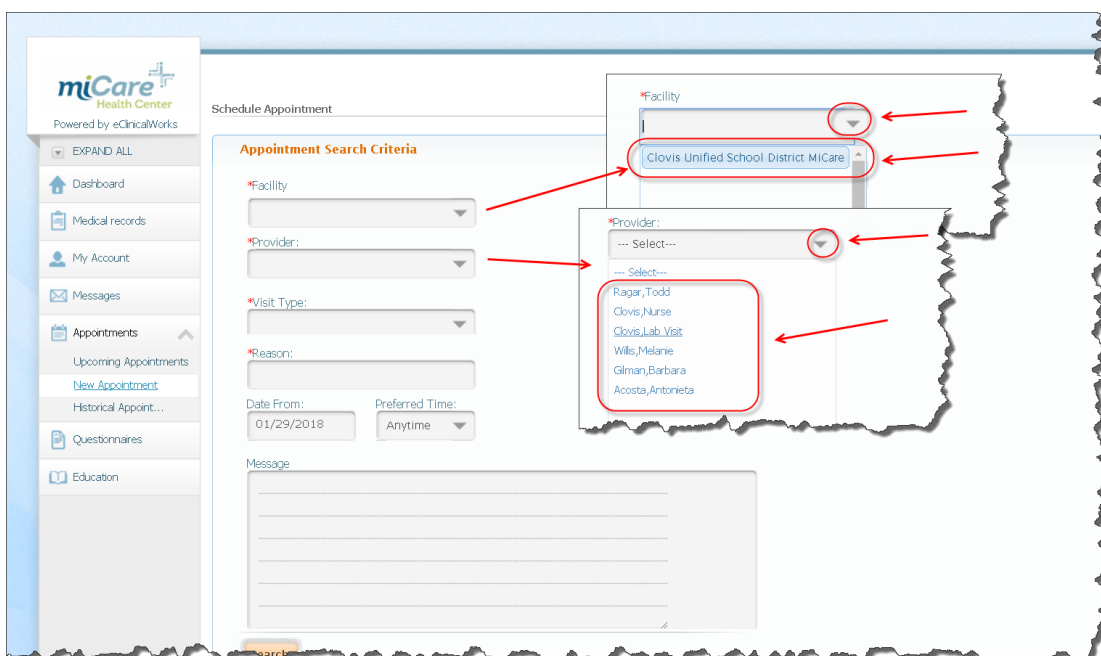 miCare
Health Center
Powered by eClinicalWorks
EXPAND ALL
Dashboard
Medical records
My Account
Messages
Appointments
Upcoming Appointments
New Appointment
Historical Appoint...
Questionnaires
Education
Schedule Appointment
Appointment Search Criteria
*Facility
*Provider:
*Visit Type:
*Reason:
Date From: Preferred Time:
01/29/2018 Anytime
Message
*Facility
Clovis Unified School District MiCare
*Provider:
--- Select---
--- Select---
Ragar,Todd
Clovis,Nurse
Clovis,Lab Visit
Willis,Melanie
Gilman,Barbara
Acosta,Antonieta